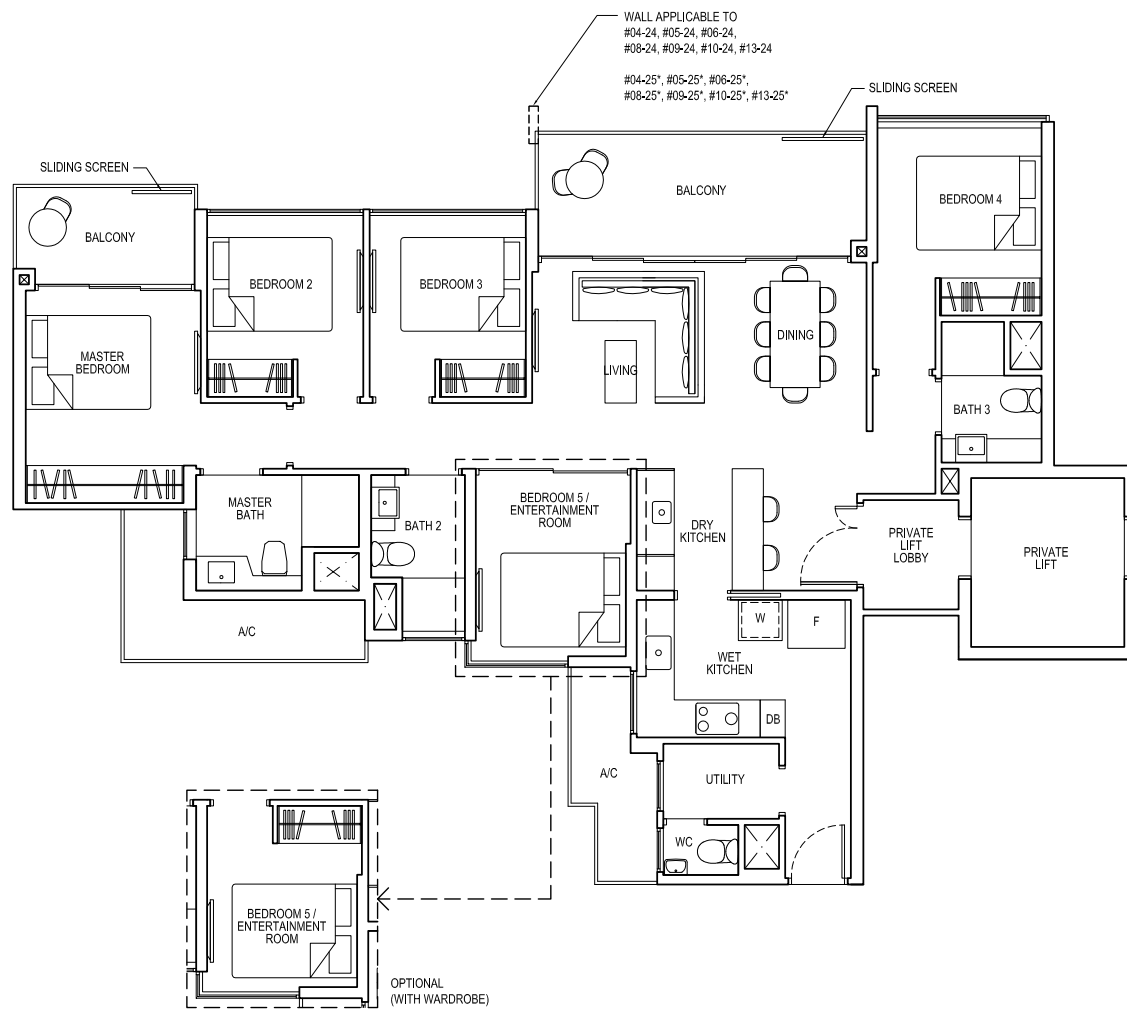 WALL APPLICABLE TO
#04-24, #05-24, #06-24,
#08-24, #09-24, #10-24, #13-24
#04-25*, #05-25*, #06-25*,
#08-25*, #09-25*, #10-25*, #13-25*
SLIDING SCREEN
SLIDING SCREEN
BALCONY
BEDROOM 4
BALCONY
BEDROOM 2
BEDROOM 3
DINING
MASTER
BEDROOM
LIVING
BATH 3
MASTER
BATH
BATH 2
BEDROOM 5 /
ENTERTAINMENT
ROOM
DRY
KITCHEN
PRIVATE
LIFT
LOBBY
PRIVATE
LIFT
A/C
W
F
WET
KITCHEN
DB
A/C
UTILITY
WC
BEDROOM 5 /
ENTERTAINMENT
ROOM
OPTIONAL
(WITH WARDROBE)